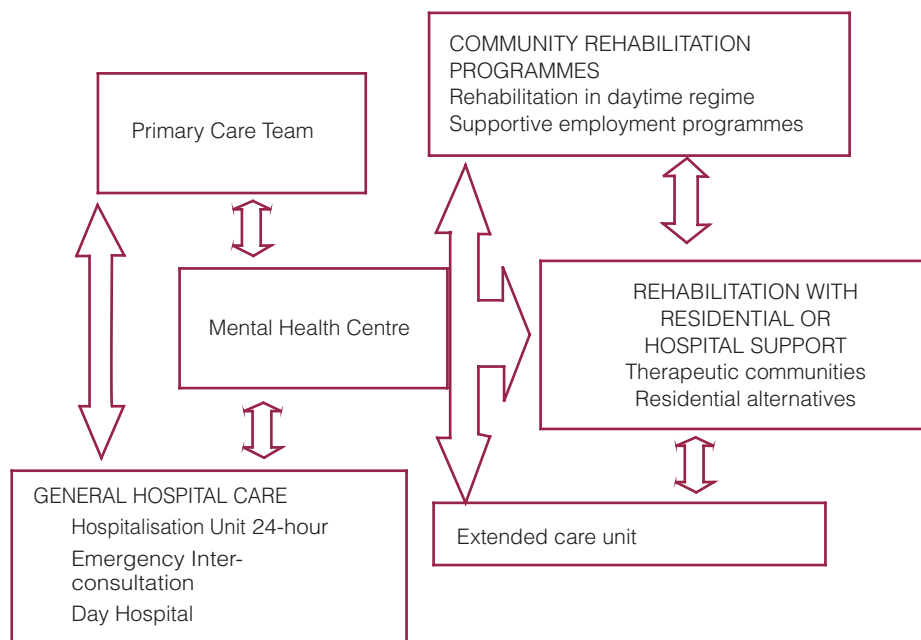 COMMUNITY REHABILITATION
PROGRAMMES
Rehabilitation in daytime regime
Supportive employment programmes
Primary Care Team
Mental Health Centre
REHABILITATION WITH
RESIDENTIAL OR
HOSPITAL SUPPORT
Therapeutic communities
Residential alternatives
GENERAL HOSPITAL CARE
Hospitalisation Unit 24-hour
Emergency Inter-
consultation
Day Hospital
Extended care unit